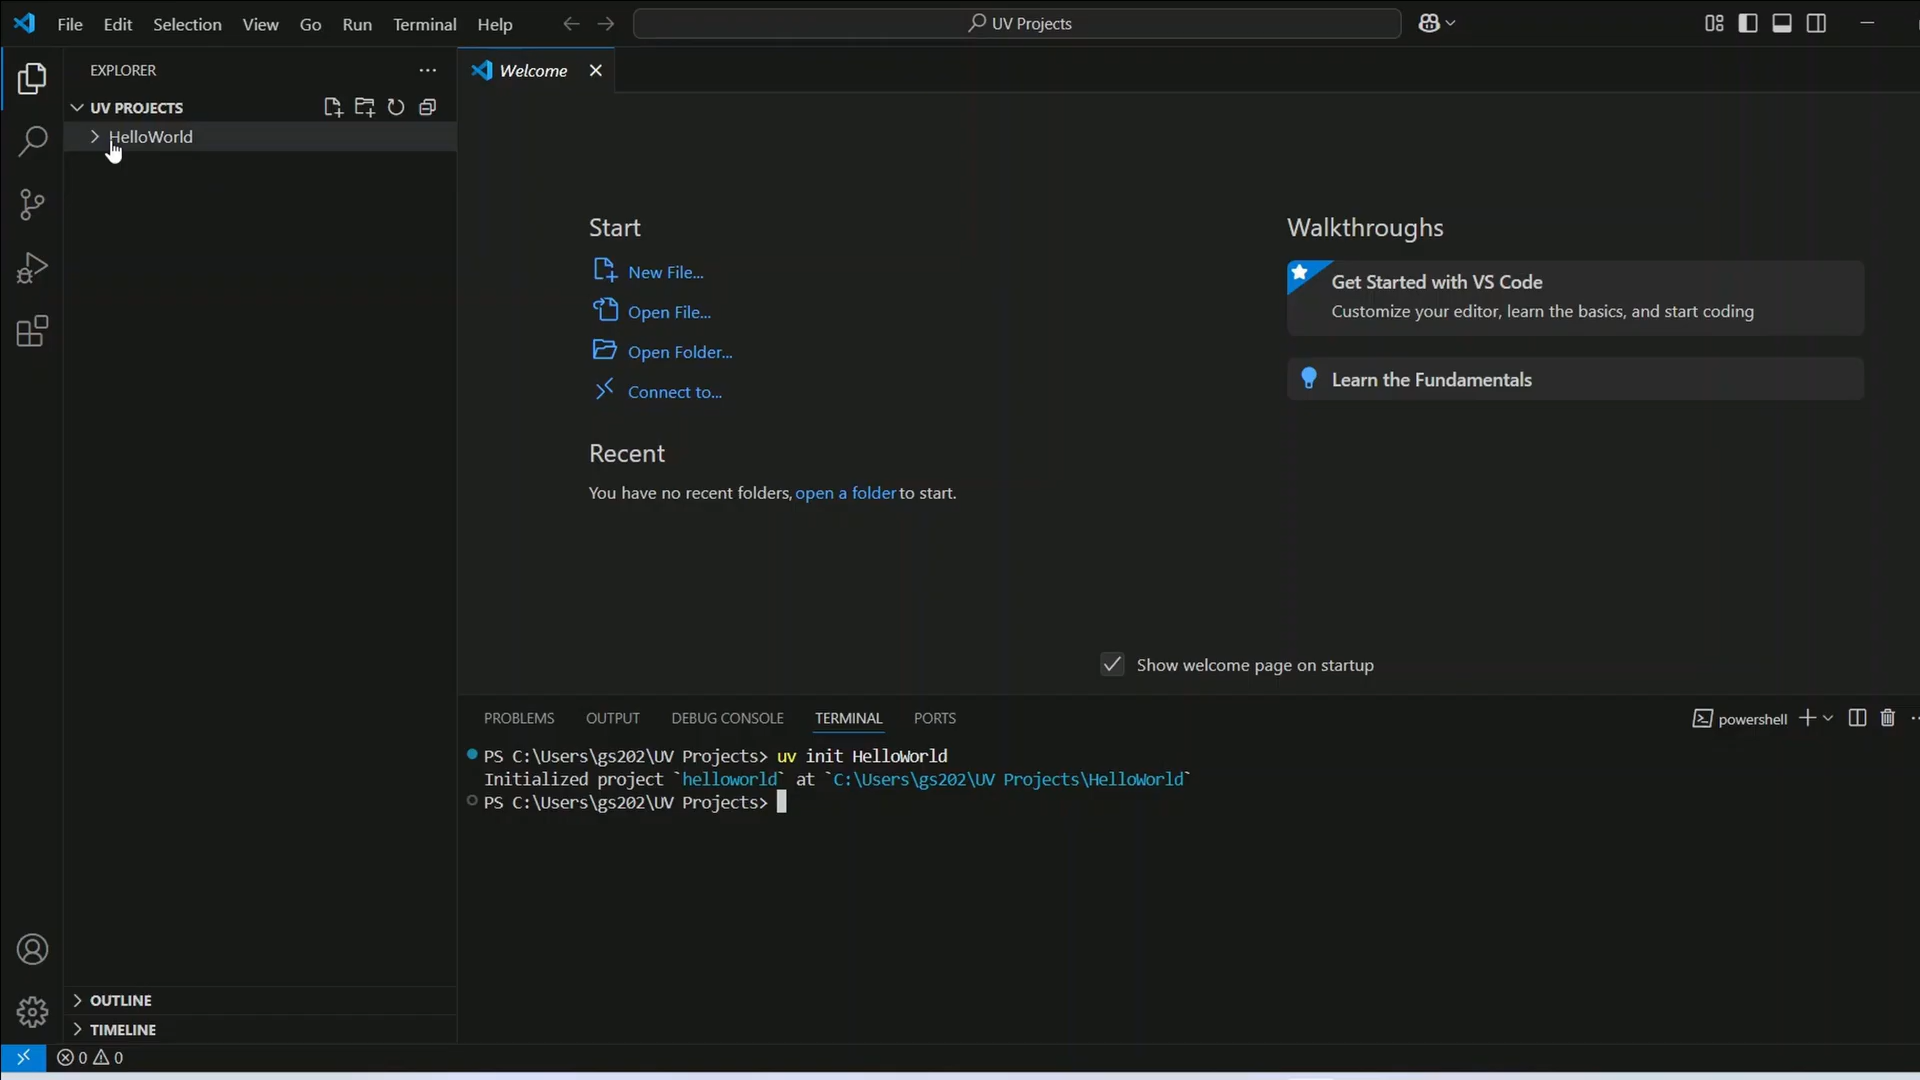 File Edit Selection View Go Run Terminal Help
UV Projects
EXPLORER
UV PROJECTS
HelloWorld
OUTLINE
TIMELINE
Welcome
Start
New File...
Open File...
Open Folder...
Connect to...
Recent
You have no recent folders, open a folder to start.
Walkthroughs
Get Started with VS Code
Customize your editor, learn the basics, and start coding
Learn the Fundamentals
Show welcome page on startup
PROBLEMS OUTPUT DEBUG CONSOLE TERMINAL PORTS
powershell
PS C:\Users\gs202\UV Projects> uv init HelloWorld
Initialized project `helloworld` at `C:\Users\gs202\UV Projects\HelloWorld`
PS C:\Users\gs202\UV Projects>
0 0